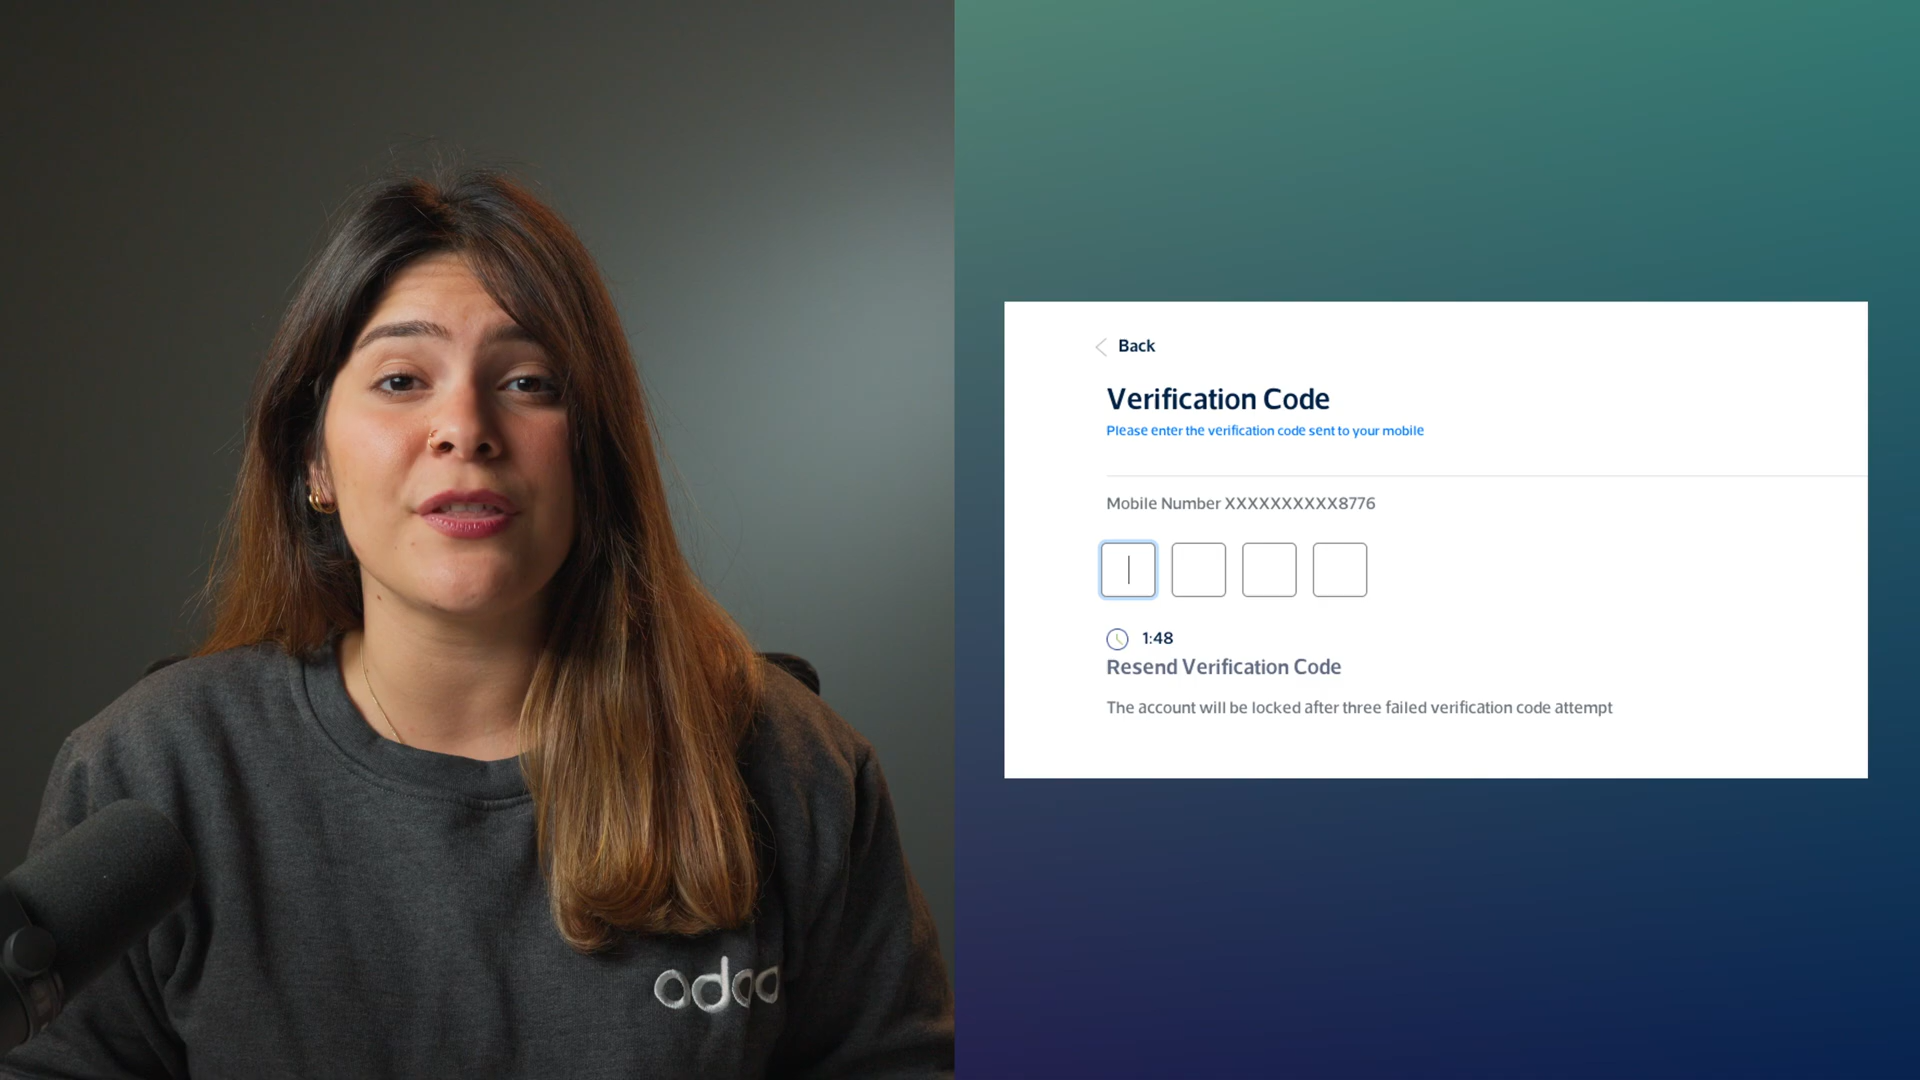 odoo
Back
Verification Code
Please enter the verification code sent to your mobile
Mobile Number XXXXXXXXXX8776
1:48
Resend Verification Code
The account will be locked after three failed verification code attempt